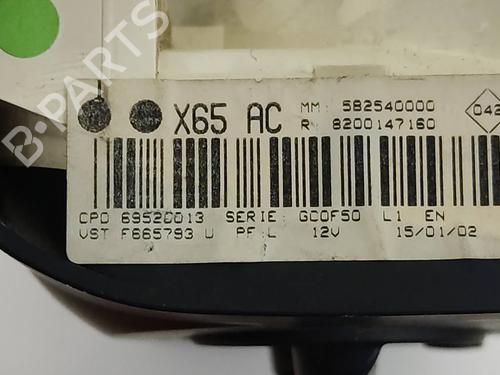 B-PARTS
X65 AC
MM: 582540000
R: 8200147160
042
CPO 69520013 SERIE: GC0F50 L1 EN
VST F665793 U PF:L 12V 15/01/02